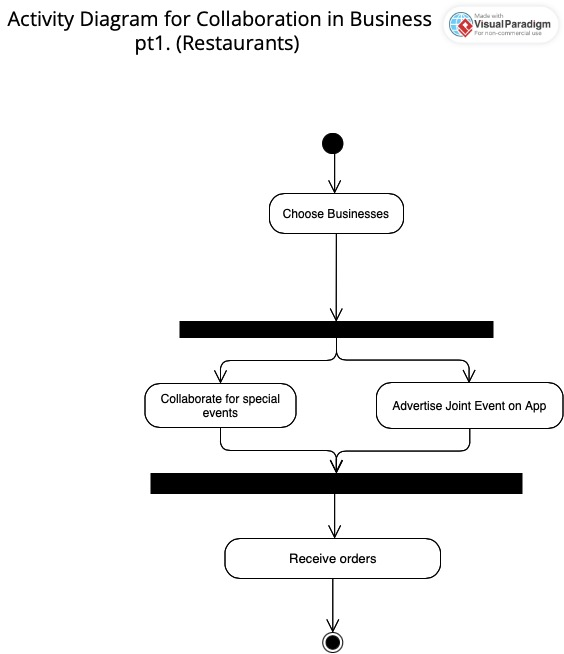 Activity Diagram for Collaboration in Business
pt1. (Restaurants)
Made with
Visual Paradigm
For non-commercial use
Choose Businesses
Collaborate for special
events
Advertise Joint Event on App
Receive orders